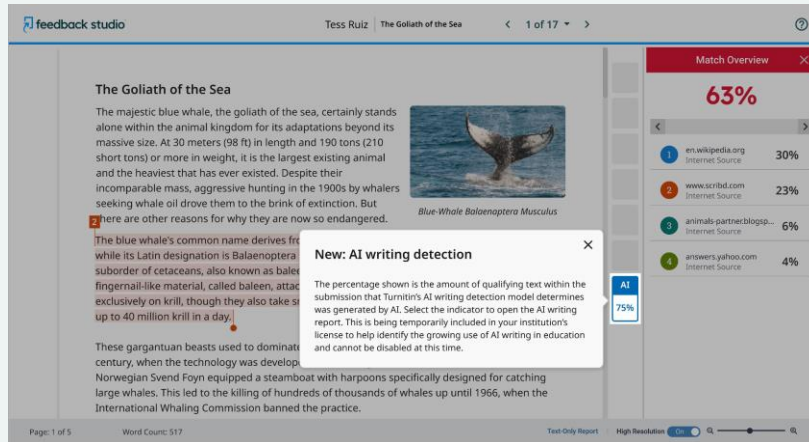 feedback studio
Tess Ruiz The Goliath of the Sea
1 of 17
The Goliath of the Sea
The majestic blue whale, the goliath of the sea, certainly stands
alone within the animal kingdom for its adaptations beyond its
massive size. At 30 meters (98 ft) in length and 190 tons (210
short tons) or more in weight, it is the largest existing animal
and the heaviest that has ever existed. Despite their
incomparable mass, aggressive hunting in the 1900s by whalers
seeking whale oil drove them to the brink of extinction. But
there are other reasons for why they are now so endangered.
Blue-Whale Balaenoptera Musculus
2
The blue whale's common name derives fro
while its Latin designation is Balaenoptera
suborder of cetaceans, also known as balee
fingernail-like material, called baleen, attac
exclusively on krill, though they also take sm
up to 40 million krill in a day.
These gargantuan beasts used to dominate
century, when the technology was develop
Norwegian Svend Foyn equipped a steamboat with harpoons specifically designed for catching
large whales. This led to the killing of hundreds of thousands of whales up until 1966, when the
International Whaling Commission banned the practice.
New: AI writing detection
The percentage shown is the amount of qualifying text within the
submission that Turnitin's AI writing detection model determines
was generated by AI. Select the indicator to open the AI writing
report. This is being temporarily included in your institution's
license to help identify the growing use of AI writing in education
and cannot be disabled at this time.
AI
75%
Match Overview
63%
1 en.wikipedia.org 30%
Internet Source
2 www.scribd.com 23%
Internet Source
3 animals-partner.blogsp... 6%
Internet Source
4 answers.yahoo.com 4%
Internet Source
Page: 1 of 5 Word Count: 517 Text-Only Report High Resolution On